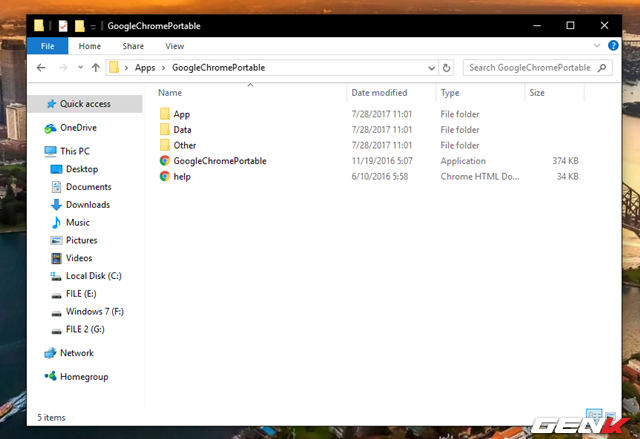 GoogleChromePortable
File Home Share View
Apps GoogleChromePortable Search GoogleChromePortable
Name Date modified Type Size
Quick access
OneDrive
This PC
Desktop
Documents
Downloads
Music
Pictures
Videos
Local Disk (C:)
FILE (E:)
Windows 7 (F:)
FILE 2 (G:)
Network
Homegroup
App 7/28/2017 11:01 File folder
Data 7/28/2017 11:01 File folder
Other 7/28/2017 11:01 File folder
GoogleChromePortable 11/19/2016 5:07 Application 374 KB
help 6/10/2016 5:58 Chrome HTML Do... 34 KB
5 items
GENK